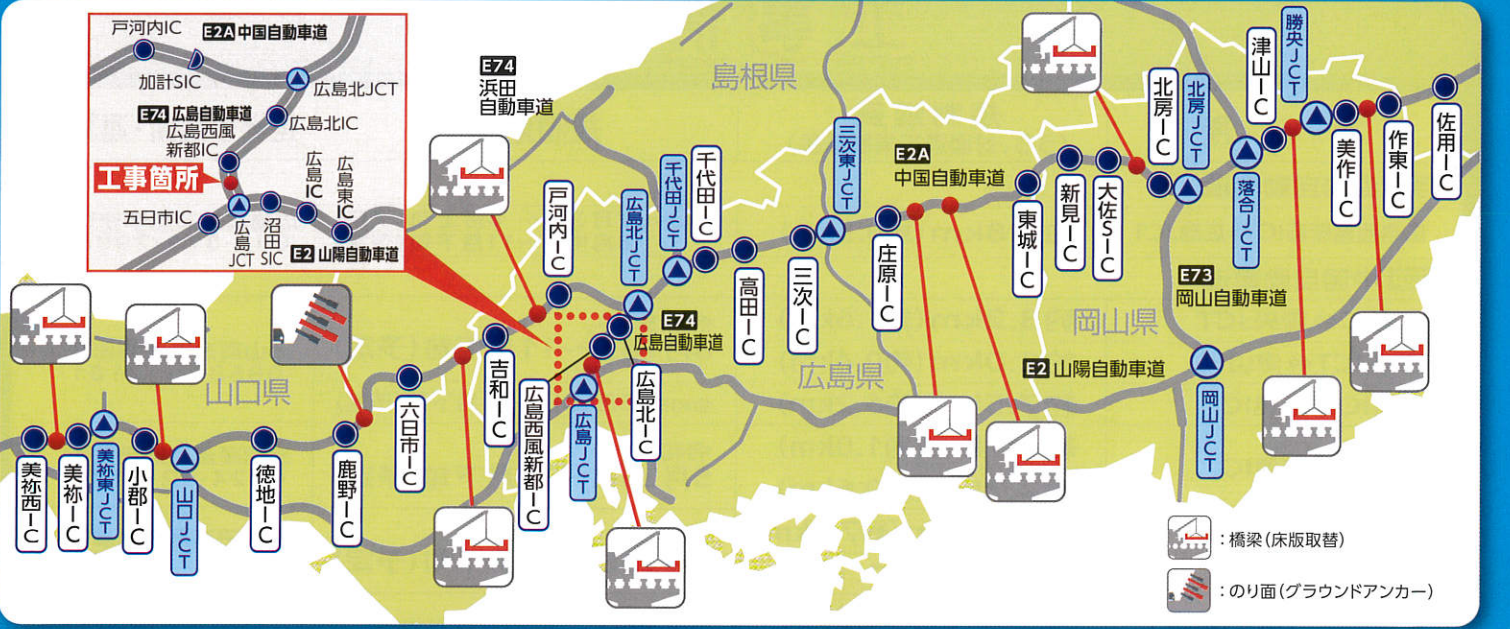 戸河内IC
E2A 中国自動車道
加計SIC
広島北JCT
E74 広島自動車道
広島西風
新都IC
広島北IC
工事箇所
広島IC
広島東IC
五日市IC
広島JCT
沼田SIC
E2 山陽自動車道
E74
浜田
自動車道
島根県
山口県
広島県
岡山県
E2A
中国自動車道
E74
広島自動車道
E73
岡山自動車道
E2 山陽自動車道
美祢西IC
美祢IC
美祢東JCT
小郡IC
山口JCT
徳地IC
鹿野IC
六日市IC
吉和IC
戸河内IC
広島西風新都IC
広島JCT
広島北IC
広島北JCT
千代田JCT
千代田IC
高田IC
三次IC
三次東JCT
庄原IC
東城IC
新見IC
大佐SIC
北房IC
北房JCT
落合JCT
津山IC
勝央JCT
美作IC
作東IC
佐用IC
岡山JCT
:橋梁(床版取替)
:のり面(グラウンドアンカー)